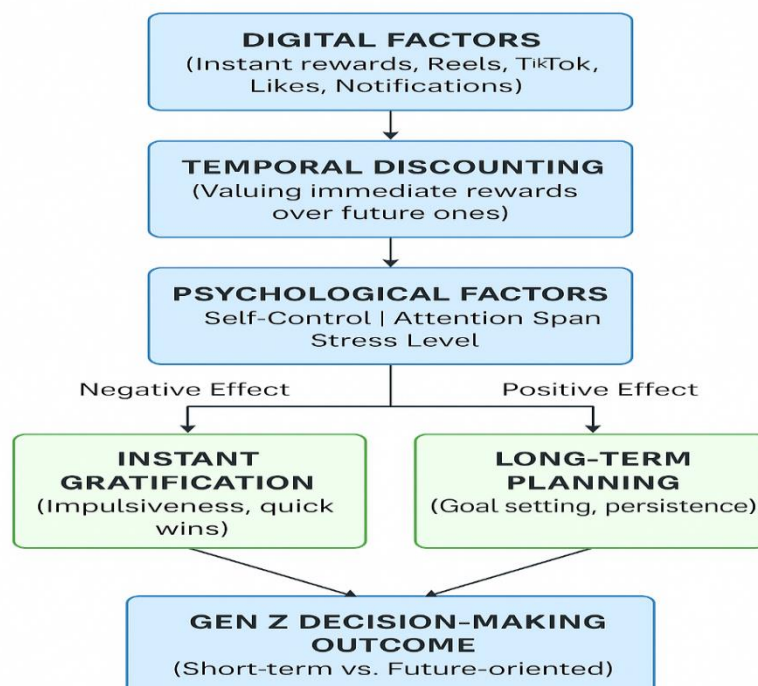 DIGITAL FACTORS
(Instant rewards, Reels, TikTok,
Likes, Notifications)
TEMPORAL DISCOUNTING
(Valuing immediate rewards
over future ones)
PSYCHOLOGICAL FACTORS
Self-Control | Attention Span
Stress Level
Negative Effect
Positive Effect
INSTANT
GRATIFICATION
(Impulsiveness, quick
wins)
LONG-TERM
PLANNING
(Goal setting, persistence)
GEN Z DECISION-MAKING
OUTCOME
(Short-term vs. Future-oriented)